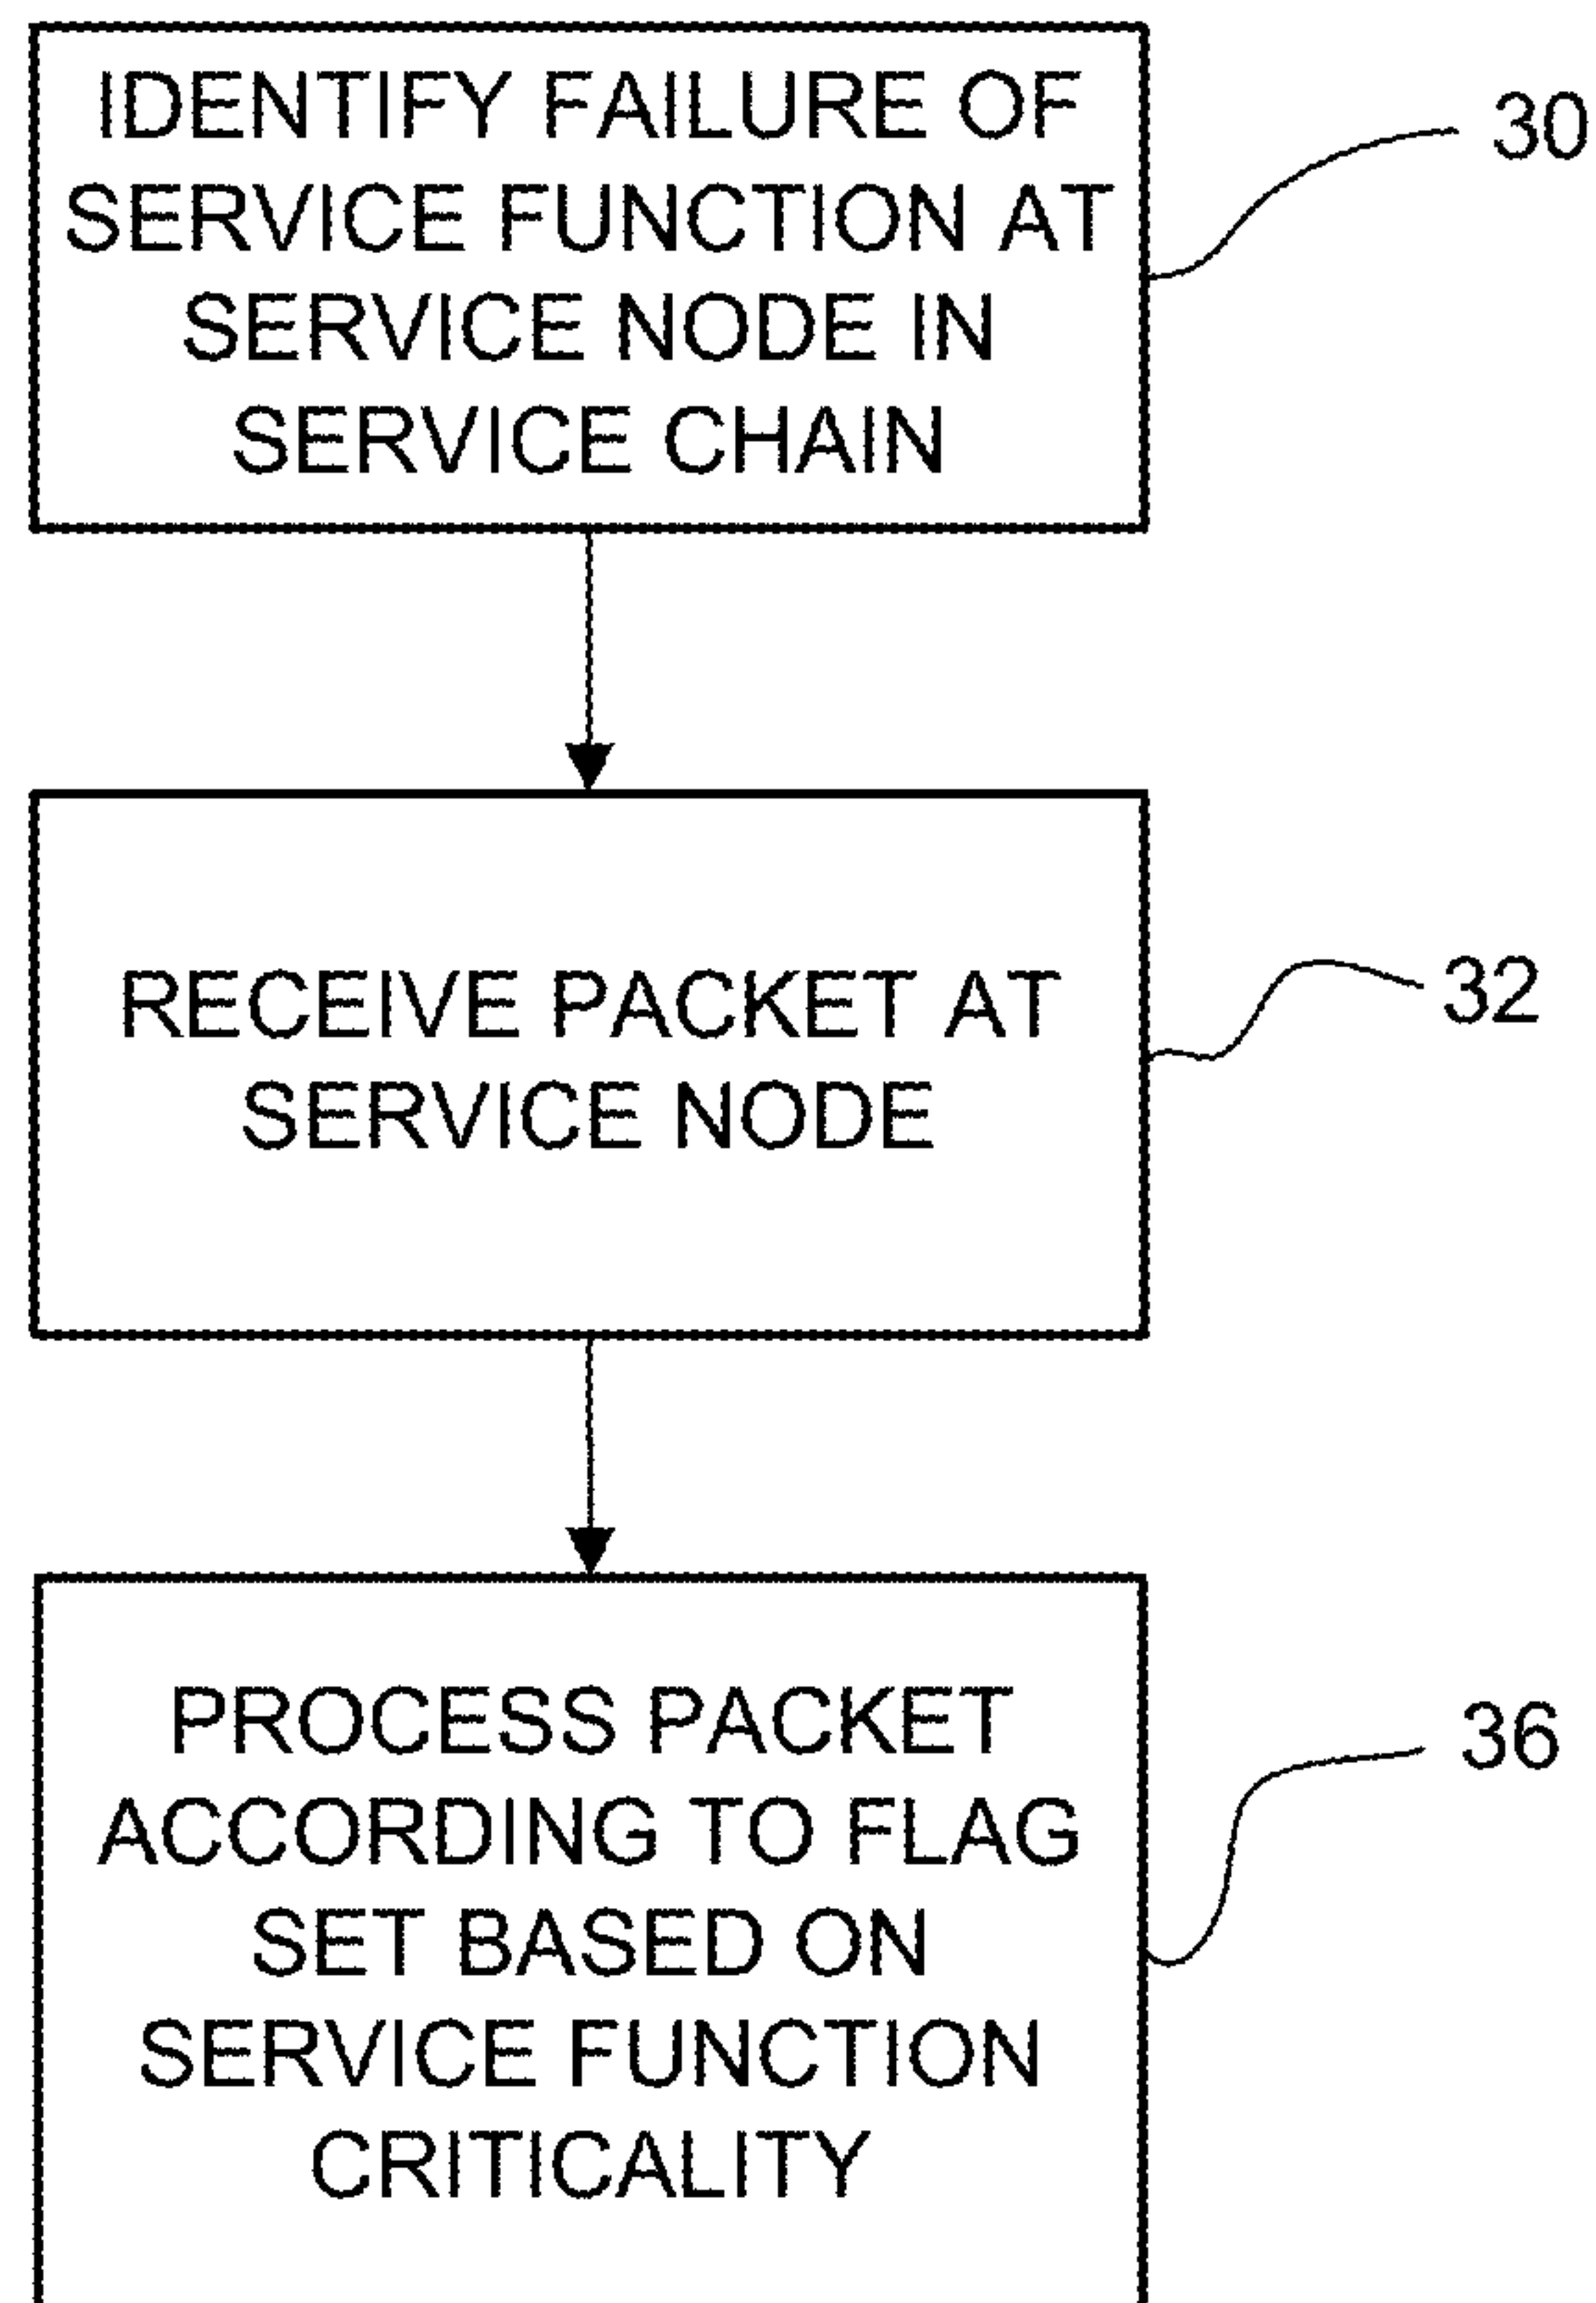 IDENTIFY FAILURE OF
SERVICE FUNCTION AT
SERVICE NODE IN
SERVICE CHAIN
30
RECEIVE PACKET AT
SERVICE NODE
32
PROCESS PACKET
ACCORDING TO FLAG
SET BASED ON
SERVICE FUNCTION
CRITICALITY
36